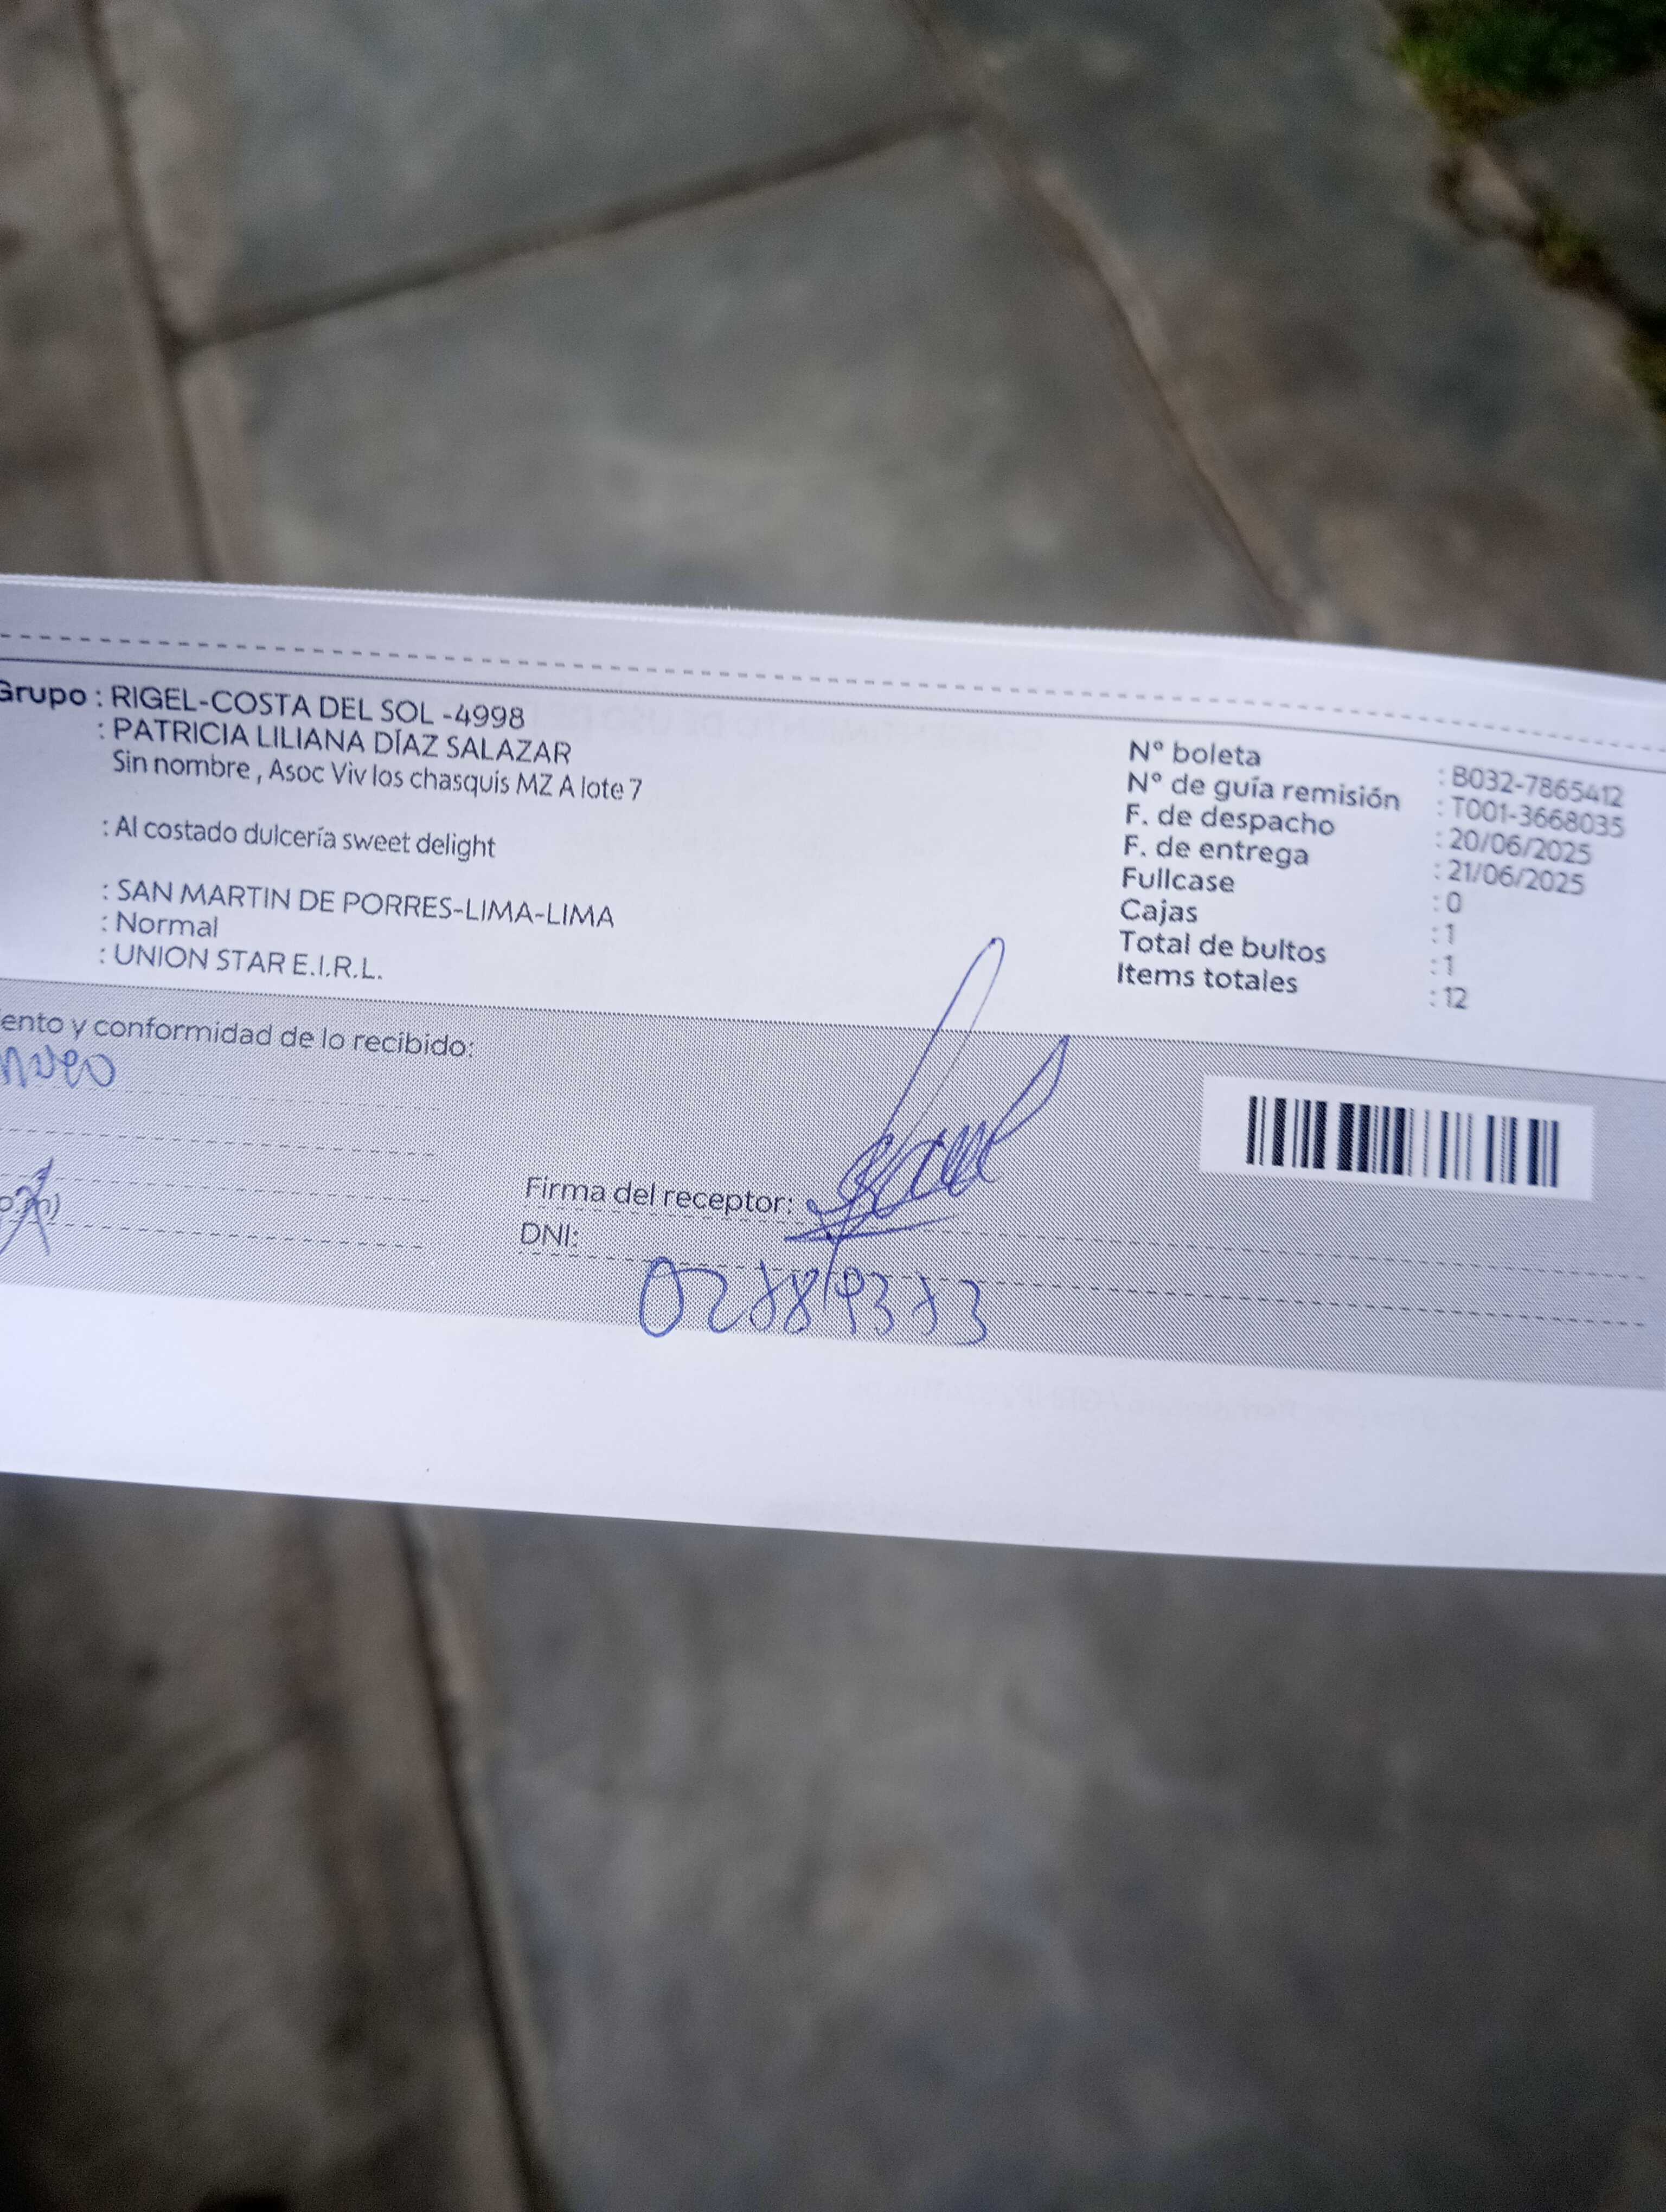 Grupo : RIGEL-COSTA DEL SOL -4998
: PATRICIA LILIANA DÍAZ SALAZAR
Sin nombre , Asoc Viv los chasquis MZ A lote 7
: Al costado dulcería sweet delight
: SAN MARTIN DE PORRES-LIMA-LIMA
: Normal
: UNION STAR E.I.R.L.
N° boleta : B032-7865412
N° de guía remisión : T001-3668035
F. de despacho : 20/06/2025
F. de entrega : 21/06/2025
Fullcase : 0
Cajas : 1
Total de bultos : 1
Items totales : 12
ento y conformidad de lo recibido:
Firma del receptor:
DNI: